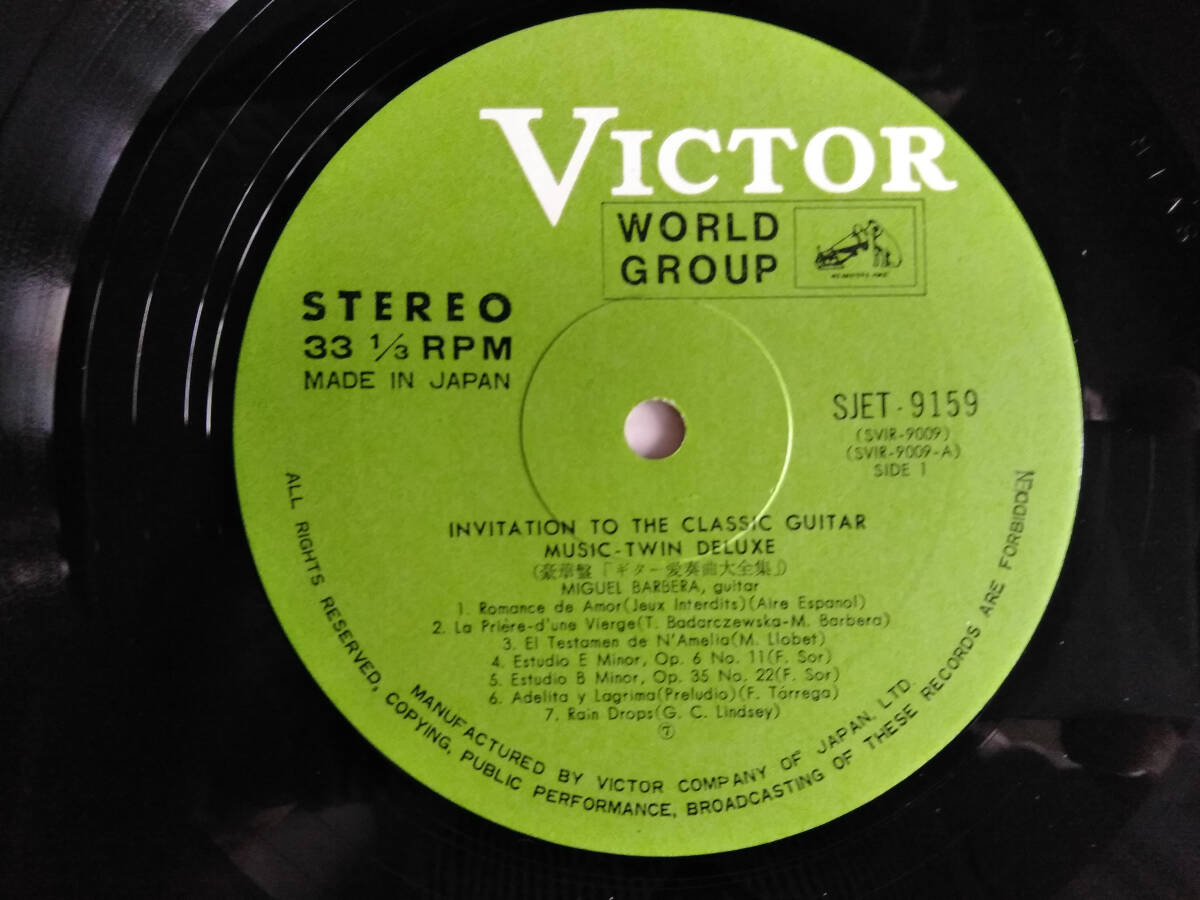 VICTOR
WORLD
GROUP
STEREO
33 1/3 RPM
MADE IN JAPAN
SJET-9159
(SVIR-9009)
(SVIR-9009-A)
SIDE 1
INVITATION TO THE CLASSIC GUITAR
MUSIC-TWIN DELUXE
(豪華盤「ギター愛奏曲大全集」)
MIGUEL BARBERA, guitar
1. Romance de Amor(Jeux Interdits)(Aire Espanol)
2. La Prière-d'une Vierge(T. Badarczewska-M. Barbera)
3. El Testamen de N'Amelia(M. Llobet)
4. Estudio E Minor, Op. 6 No. 11(F. Sor)
5. Estudio B Minor, Op. 35 No. 22(F. Sor)
6. Adelita y Lagrima(Preludio)(F. Tárrega)
7. Rain Drops(G. C. Lindsey)
⑦
MANUFACTURED BY VICTOR COMPANY OF JAPAN, LTD.
ALL RIGHTS RESERVED, COPYING, PUBLIC PERFORMANCE, BROADCASTING OF THESE RECORDS ARE FORBIDDEN